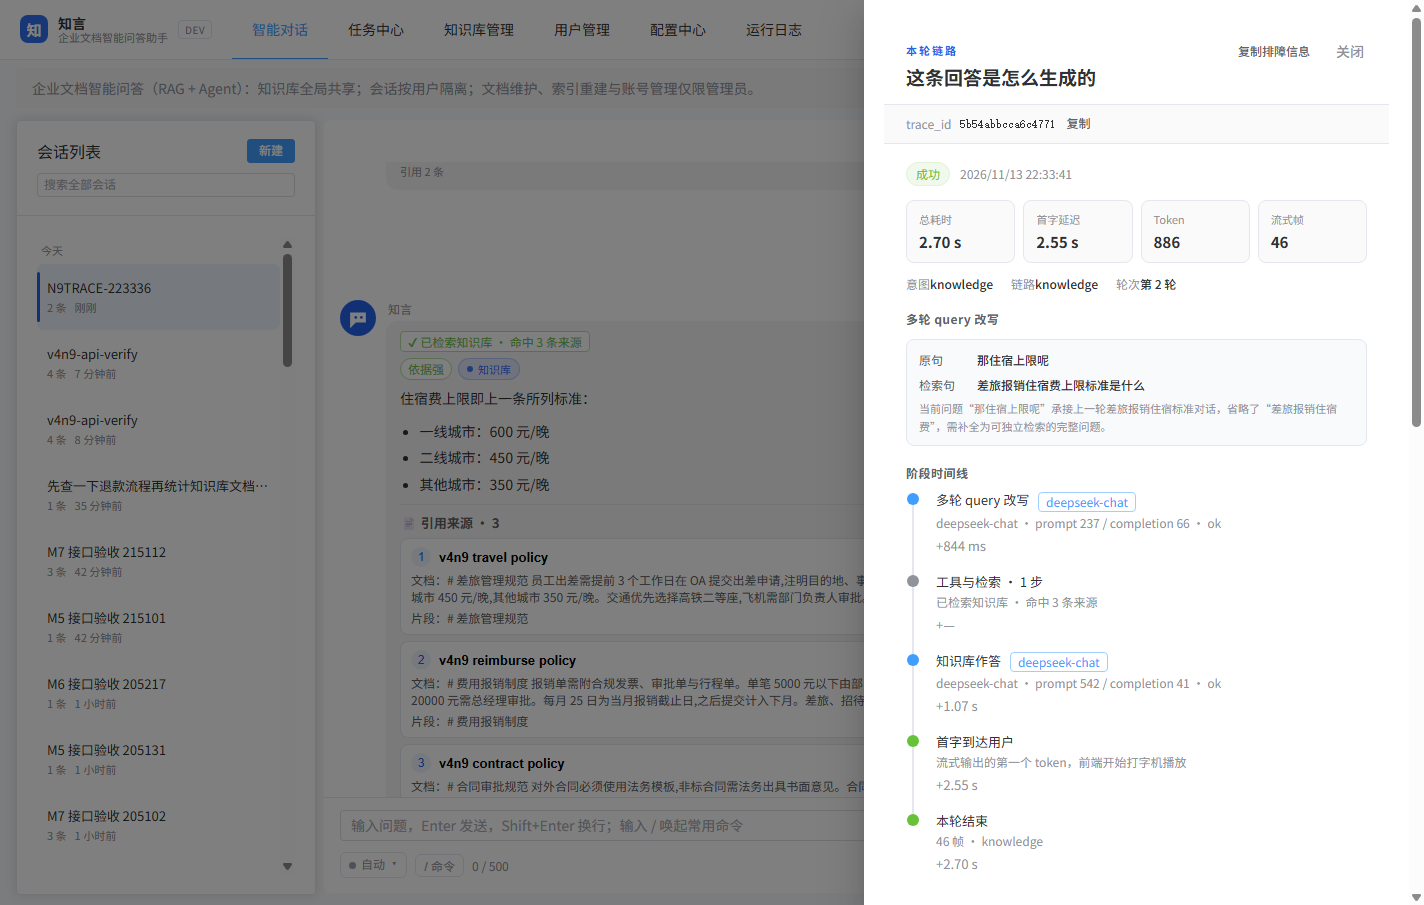 知
知言
企业文档智能问答助手
DEV
智能对话
任务中心
知识库管理
用户管理
配置中心
运行日志
企业文档智能问答（RAG + Agent）：知识库全局共享；会话按用户隔离；文档维护、索引重建与账号管理仅限管理员。
会话列表
新建
搜索全部会话
今天
N9TRACE-223336
2 条 刚刚
v4n9-api-verify
4 条 7 分钟前
v4n9-api-verify
4 条 8 分钟前
先查一下退款流程再统计知识库文档…
1 条 35 分钟前
M7 接口验收 215112
3 条 42 分钟前
M5 接口验收 215101
1 条 42 分钟前
M6 接口验收 205217
1 条 1 小时前
M5 接口验收 205131
1 条 1 小时前
M7 接口验收 205102
3 条 1 小时前
引用 2 条
知言
✓ 已检索知识库 · 命中 3 条来源
依据强
知识库
住宿费上限即上一条所列标准：
• 一线城市：600 元/晚
• 二线城市：450 元/晚
• 其他城市：350 元/晚
引用来源 · 3
1 v4n9 travel policy
文档：# 差旅管理规范 员工出差需提前 3 个工作日在 OA 提交出差申请,注明目的地、事
城市 450 元/晚,其他城市 350 元/晚。交通优先选择高铁二等座,飞机需部门负责人审批。
片段：# 差旅管理规范
2 v4n9 reimburse policy
文档：# 费用报销制度 报销单需附合规发票、审批单与行程单。单笔 5000 元以下由部
20000 元需总经理审批。每月 25 日为当月报销截止日,之后提交计入下月。差旅、招待
片段：# 费用报销制度
3 v4n9 contract policy
文档：# 合同审批规范 对外合同必须使用法务模板,非标合同需法务出具书面意见。合同
输入问题，Enter 发送，Shift+Enter 换行；输入 / 唤起常用命令
自动
/ 命令
0 / 500
本轮链路
这条回答是怎么生成的
复制排障信息
关闭
trace_id 5b54abbcca6c4771 复制
成功 2026/11/13 22:33:41
总耗时
2.70 s
首字延迟
2.55 s
Token
886
流式帧
46
意图knowledge 链路knowledge 轮次第 2 轮
多轮 query 改写
原句 那住宿上限呢
检索句 差旅报销住宿费上限标准是什么
当前问题“那住宿上限呢”承接上一轮差旅报销住宿标准对话，省略了“差旅报销住宿
费”，需补全为可独立检索的完整问题。
阶段时间线
多轮 query 改写 deepseek-chat
deepseek-chat · prompt 237 / completion 66 · ok
+844 ms
工具与检索 · 1 步
已检索知识库 · 命中 3 条来源
+—
知识库作答 deepseek-chat
deepseek-chat · prompt 542 / completion 41 · ok
+1.07 s
首字到达用户
流式输出的第一个 token，前端开始打字机播放
+2.55 s
本轮结束
46 帧 · knowledge
+2.70 s